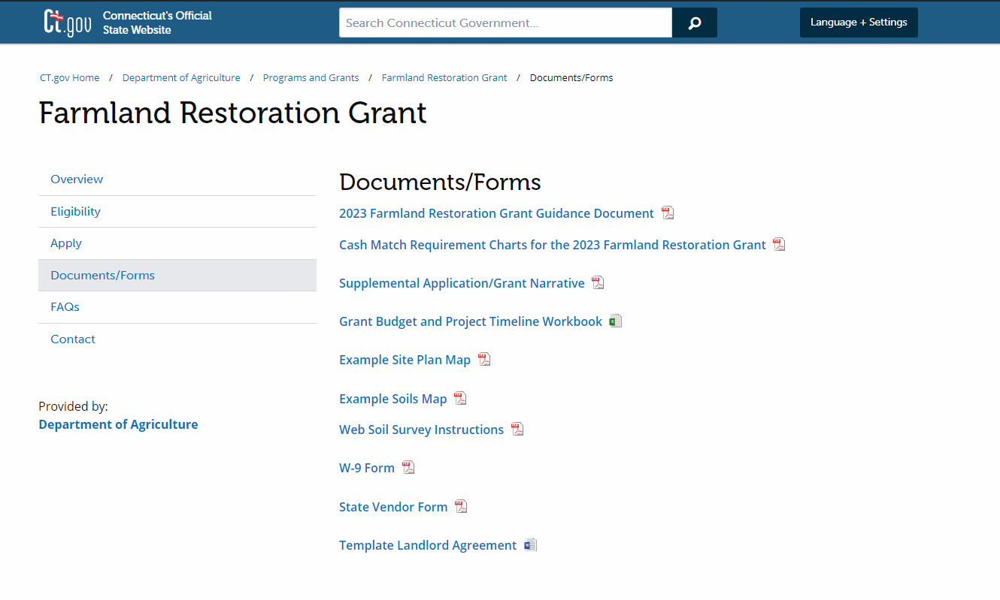 Ct.gov
Connecticut's Official
State Website
Search Connecticut Government...
Language + Settings
CT.gov Home / Department of Agriculture / Programs and Grants / Farmland Restoration Grant / Documents/Forms
Farmland Restoration Grant
Overview
Eligibility
Apply
Documents/Forms
FAQs
Contact
Provided by:
Department of Agriculture
Documents/Forms
2023 Farmland Restoration Grant Guidance Document
Cash Match Requirement Charts for the 2023 Farmland Restoration Grant
Supplemental Application/Grant Narrative
Grant Budget and Project Timeline Workbook
Example Site Plan Map
Example Soils Map
Web Soil Survey Instructions
W-9 Form
State Vendor Form
Template Landlord Agreement